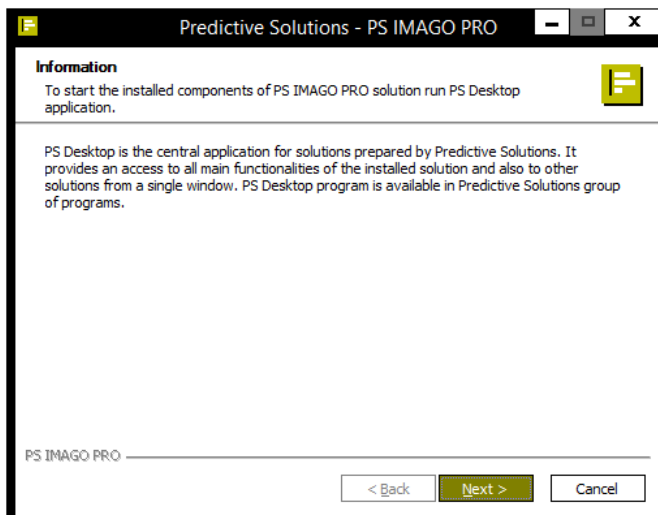 Predictive Solutions - PS IMAGO PRO
Information
To start the installed components of PS IMAGO PRO solution run PS Desktop
application.
PS Desktop is the central application for solutions prepared by Predictive Solutions. It
provides an access to all main functionalities of the installed solution and also to other
solutions from a single window. PS Desktop program is available in Predictive Solutions group
of programs.
PS IMAGO PRO
< Back Next > Cancel